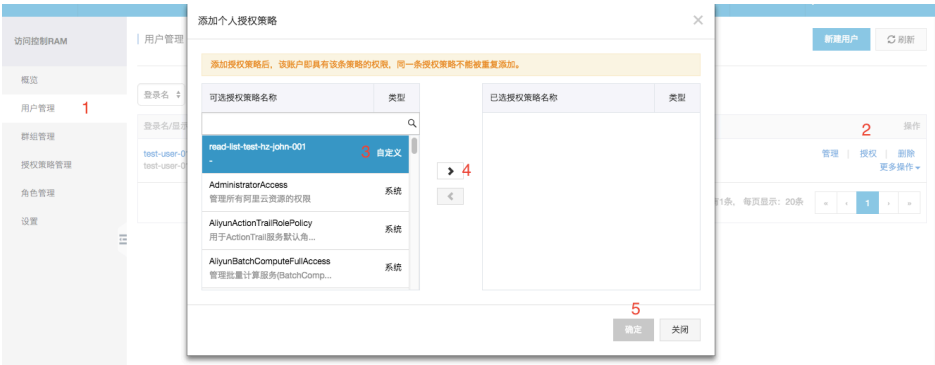 添加个人授权策略
×
访问控制RAM
用户管理
新建用户
刷新
添加授权策略后，该账户即具有该条策略的权限，同一条授权策略不能被重复添加。
概览
用户管理
1
群组管理
授权策略管理
角色管理
设置
登录名
登录名/显示
test-user-0
test-user-0
可选授权策略名称
类型
read-list-test-hz-john-001
-
3
自定义
AdministratorAccess
管理所有阿里云资源的权限
系统
AliyunActionTrailRolePolicy
用于ActionTrail服务默认角...
系统
AliyunBatchComputeFullAccess
管理批量计算服务(BatchComp...
系统
>
4
<
已选授权策略名称
类型
2
操作
管理 | 授权 | 删除
更多操作
1条，每页显示：20条
« ‹ 1 › »
5
确定
关闭